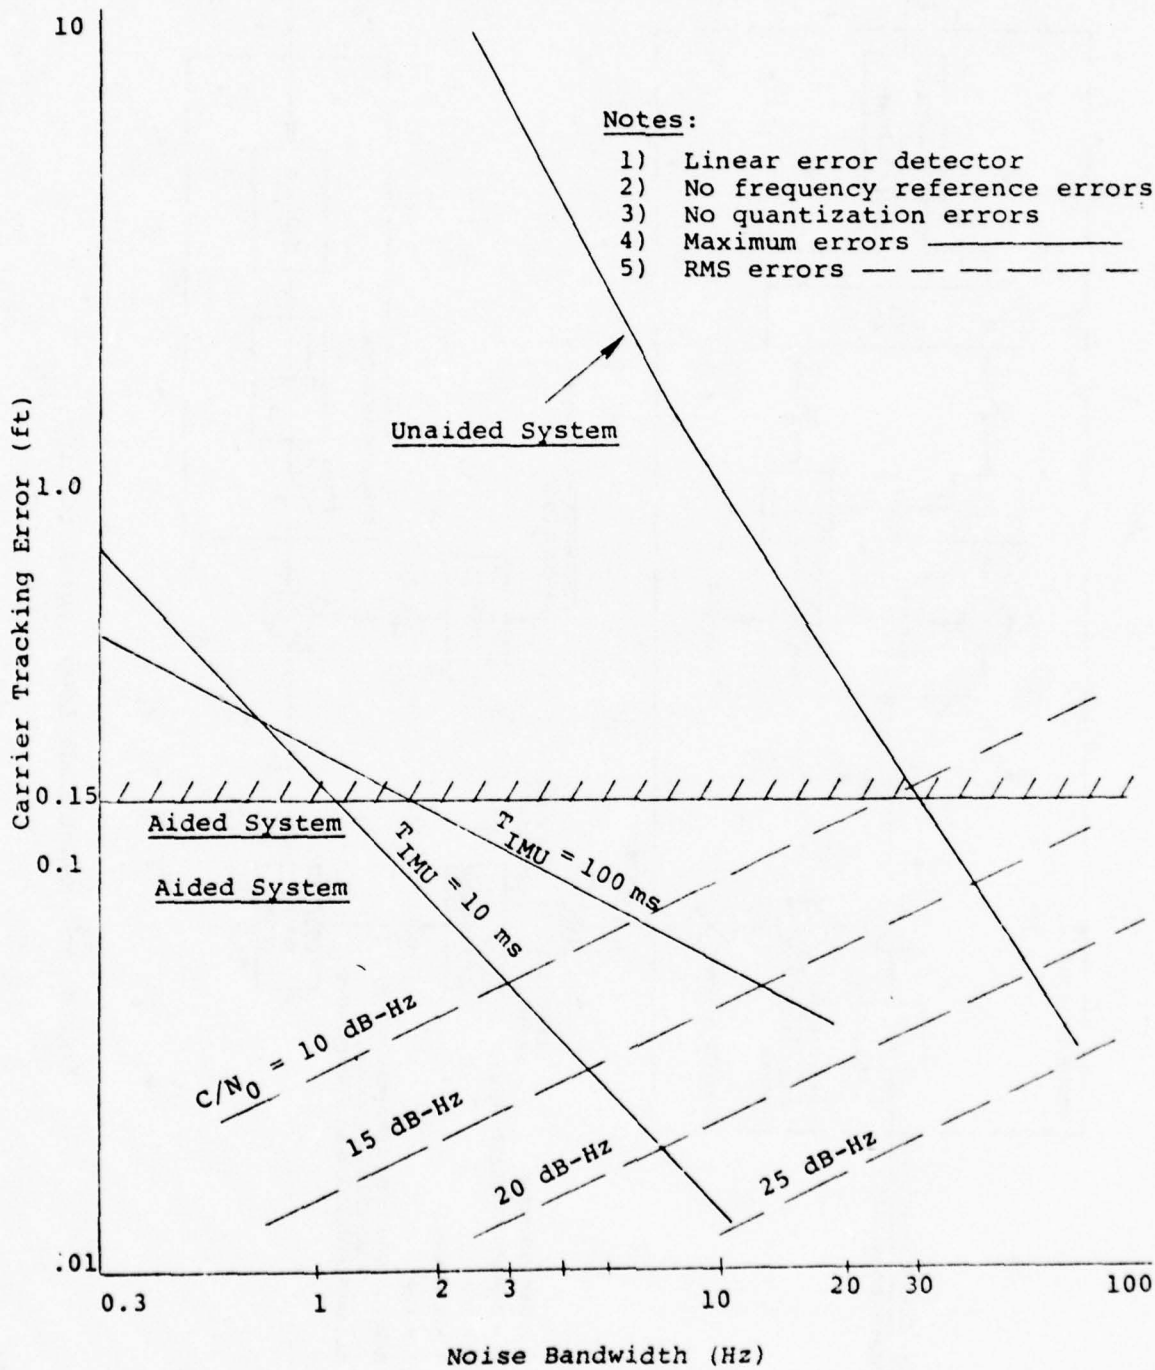 10
Notes:
1) Linear error detector
2) No frequency reference errors
3) No quantization errors
4) Maximum errors
5) RMS errors
Unaided System
Carrier Tracking Error (ft)
1.0
0.15
Aided System
0.1
Aided System
T_IMU = 10 ms
T_IMU = 100 ms
C/N_0 = 10 dB-Hz
15 dB-Hz
20 dB-Hz
25 dB-Hz
.01
0.3 1 2 3 10 20 30 100
Noise Bandwidth (Hz)